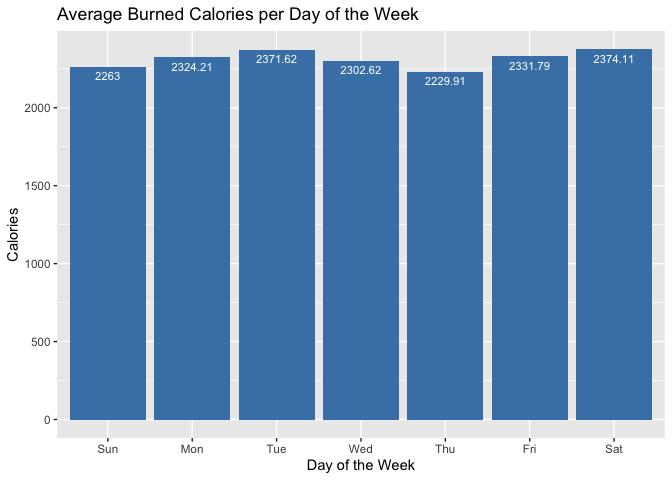 Average Burned Calories per Day of the Week
2263
2324.21
2371.62
2302.62
2229.91
2331.79
2374.11
2000
1500
1000
500
0
Calories
Sun
Mon
Tue
Wed
Thu
Fri
Sat
Day of the Week